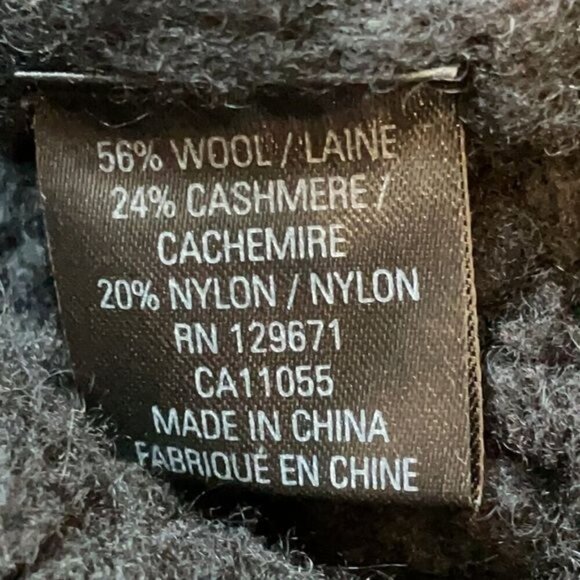 56% WOOL / LAINE
24% CASHMERE /
CACHEMIRE
20% NYLON / NYLON
RN 129671
CA11055
MADE IN CHINA
FABRIQUÉ EN CHINE